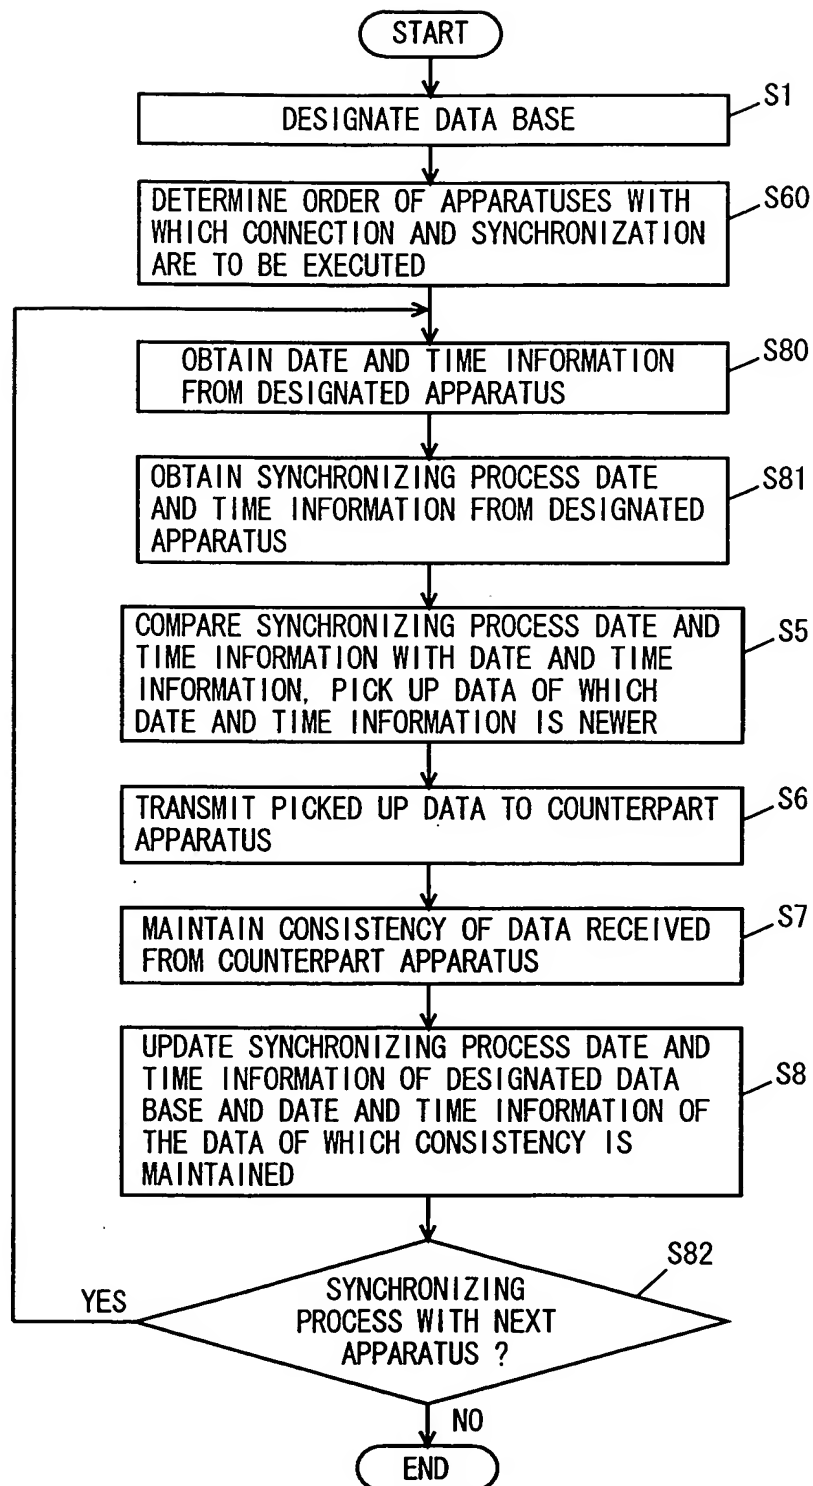 START
S1
DESIGNATE DATA BASE
S60
DETERMINE ORDER OF APPARATUSES WITH
WHICH CONNECTION AND SYNCHRONIZATION
ARE TO BE EXECUTED
S80
OBTAIN DATE AND TIME INFORMATION
FROM DESIGNATED APPARATUS
S81
OBTAIN SYNCHRONIZING PROCESS DATE
AND TIME INFORMATION FROM DESIGNATED
APPARATUS
S5
COMPARE SYNCHRONIZING PROCESS DATE AND
TIME INFORMATION WITH DATE AND TIME
INFORMATION, PICK UP DATA OF WHICH
DATE AND TIME INFORMATION IS NEWER
S6
TRANSMIT PICKED UP DATA TO COUNTERPART
APPARATUS
S7
MAINTAIN CONSISTENCY OF DATA RECEIVED
FROM COUNTERPART APPARATUS
S8
UPDATE SYNCHRONIZING PROCESS DATE AND
TIME INFORMATION OF DESIGNATED DATA
BASE AND DATE AND TIME INFORMATION OF
THE DATA OF WHICH CONSISTENCY IS
MAINTAINED
S82
SYNCHRONIZING
PROCESS WITH NEXT
APPARATUS ?
YES
NO
END